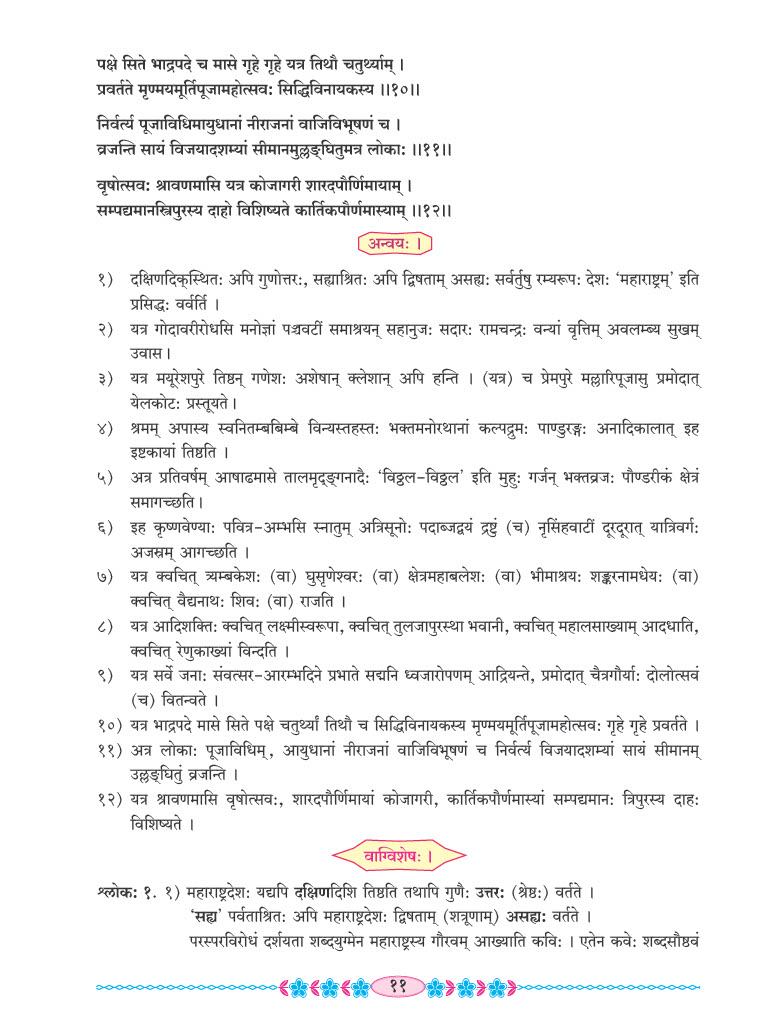 पक्षे सिते भाद्रपदे च मासे गृहे गृहे यत्र तिथौ चतुर्थ्याम् ।
प्रवर्तते मृण्मयमूर्तिपूजामहोत्सवः सिद्धिविनायकस्य ।।१०।।
निर्वर्त्य पूजाविधिमायुधानां नीराजनां वाजिविभूषणं च ।
व्रजन्ति सायं विजयादशम्यां सीमानमुल्लङ्घितुमत्र लोकाः ।।११।।
वृषोत्सवः श्रावणमासि यत्र कोजागरी शारदपौर्णिमायाम् ।
सम्पद्यमानस्त्रिपुरस्य दाहो विशिष्यते कार्तिकपौर्णमास्याम् ।।१२।।
अन्वयः ।
१) दक्षिणदिक्‌स्थितः अपि गुणोत्तरः, सह्याश्रितः अपि द्विषताम् असह्यः सर्वर्तुषु रम्यरूपः देशः ‘महाराष्ट्रम्’ इति
प्रसिद्धः वर्वर्ति ।
२) यत्र गोदावरीरोधसि मनोज्ञां पञ्चवटीं समाश्रयन् सहानुजः सदारः रामचन्द्रः वन्यां वृत्तिम् अवलम्ब्य सुखम्
उवास।
३) यत्र मयूरेशपुरे तिष्ठन् गणेशः अशेषान् क्लेशान् अपि हन्ति । (यत्र) च प्रेमपुरे मल्लारिपूजासु प्रमोदात्
येलकोटः प्रस्तूयते।
४) श्रमम् अपास्य स्वनितम्बबिम्बे विन्यस्तहस्तः भक्तमनोरथानां कल्पद्रुमः पाण्डुरङ्गः अनादिकालात् इह
इष्टकायां तिष्ठति ।
५) अत्र प्रतिवर्षम् आषाढमासे तालमृदङ्गनादैः ‘विठ्ठल-विठ्ठल’ इति मुहुः गर्जन् भक्तव्रजः पौण्डरीकं क्षेत्रं
समागच्छति।
६) इह कृष्णवेण्याः पवित्र-अम्भसि स्नातुम् अत्रिसूनोः पदाब्जद्वयं द्रष्टुं (च) नृसिंहवाटीं दूरदूरात् यात्रिवर्गः
अजस्रम् आगच्छति ।
७) यत्र क्वचित् त्र्यम्बकेशः (वा) घुसृणेश्वरः (वा) क्षेत्रमहाबलेशः (वा) भीमाश्रयः शङ्करनामधेयः (वा)
क्वचित् वैद्यनाथः शिवः (वा) राजति ।
८) यत्र आदिशक्तिः क्वचित् लक्ष्मीस्वरूपा, क्वचित् तुलजापुरस्था भवानी, क्वचित् महालसाख्याम् आदधाति,
क्वचित् रेणुकाख्यां विन्दति ।
९) यत्र सर्वे जनाः संवत्सर-आरम्भदिने प्रभाते सद्मनि ध्वजारोपणम् आद्रियन्ते, प्रमोदात् चैत्रगौर्याः दोलोत्सवं
(च) वितन्वते ।
१०) यत्र भाद्रपदे मासे सिते पक्षे चतुर्थ्यां तिथौ च सिद्धिविनायकस्य मृण्मयमूर्तिपूजामहोत्सवः गृहे गृहे प्रवर्तते ।
११) अत्र लोकाः पूजाविधिम्, आयुधानां नीराजनां वाजिविभूषणं च निर्वर्त्य विजयादशम्यां सायं सीमानम्
उल्लङ्घितुं व्रजन्ति ।
१२) यत्र श्रावणमासि वृषोत्सवः, शारदपौर्णिमायां कोजागरी, कार्तिकपौर्णमास्यां सम्पद्यमानः त्रिपुरस्य दाहः
विशिष्यते ।
वाग्विशेषः ।
श्लोकः १. १) महाराष्ट्रदेशः यद्यपि दक्षिणदिशि तिष्ठति तथापि गुणैः उत्तरः (श्रेष्ठः) वर्तते ।
‘सह्य’ पर्वताश्रितः अपि महाराष्ट्रदेशः द्विषताम् (शत्रूणाम्) असह्यः वर्तते ।
परस्परविरोधं दर्शयता शब्दयुग्मेन महाराष्ट्रस्य गौरवम् आख्याति कविः । एतेन कवेः शब्दसौष्ठवं
११